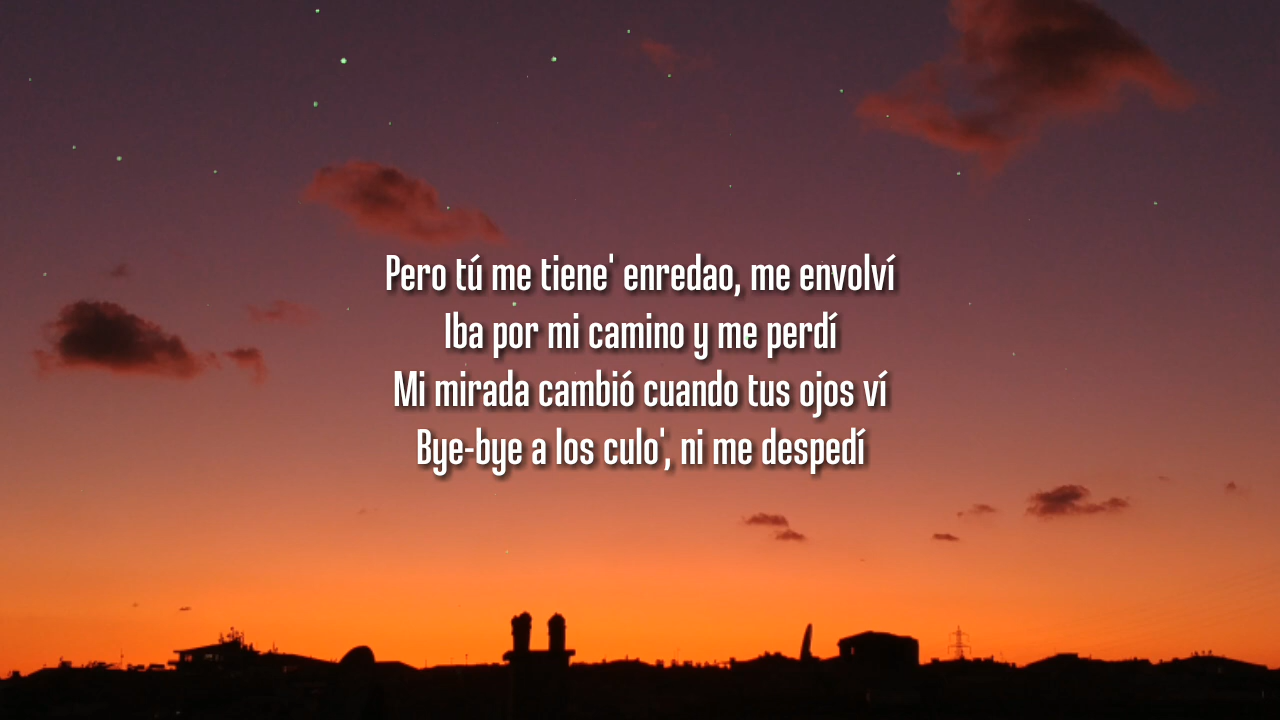 Pero tú me tiene' enredao, me envolví
Iba por mi camino y me perdí
Mi mirada cambió cuando tus ojos ví
Bye-bye a los culo', ni me despedí